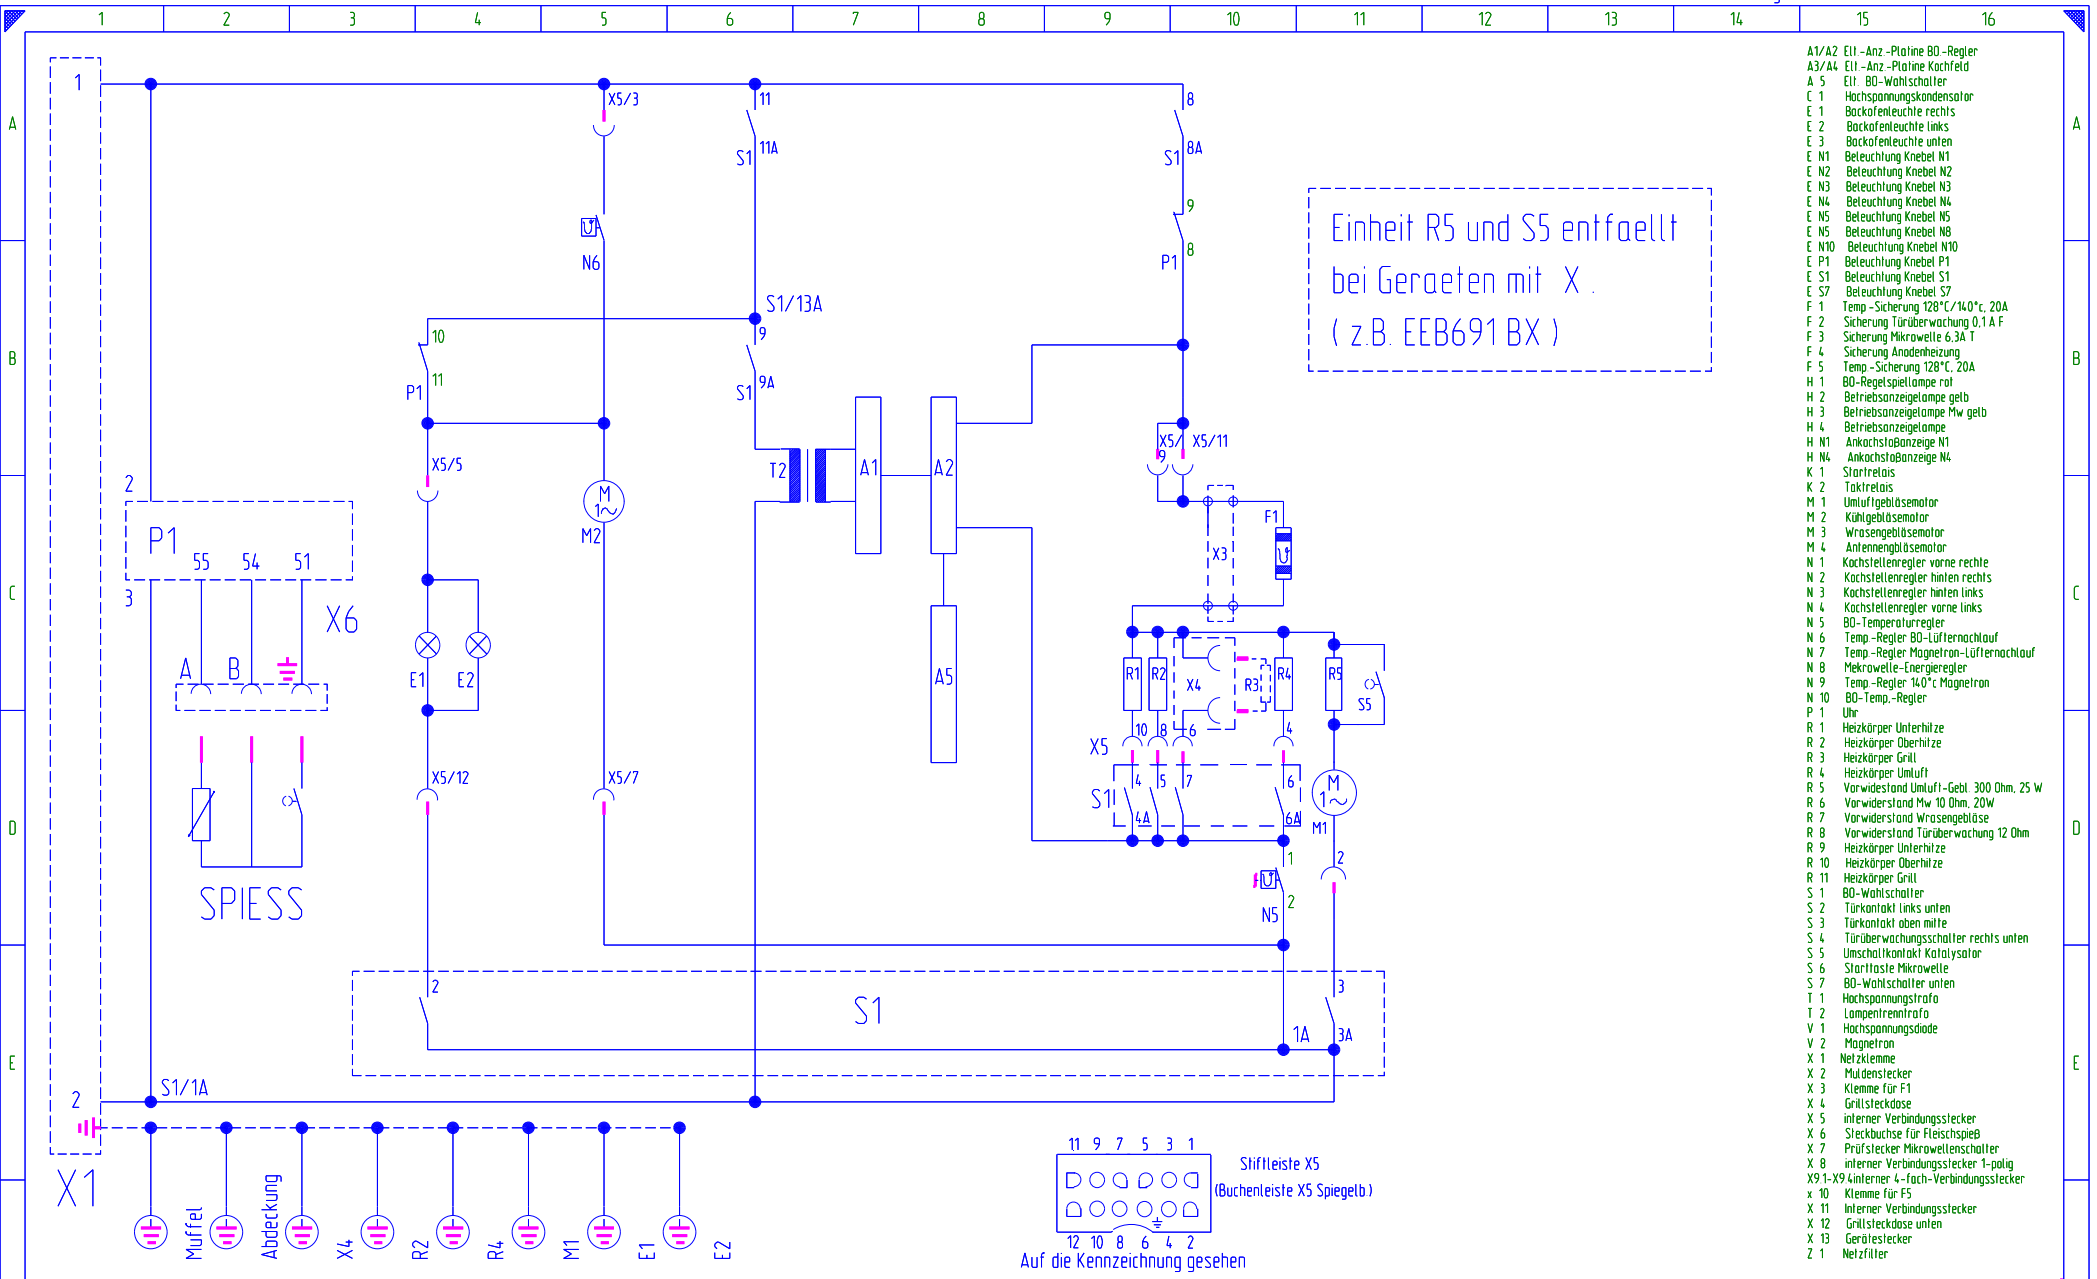 1 2 3 4 5 6 7 8 9 10 11 12 13 14 15 16
A
B
C
D
E
A
B
C
D
E
1
2
X1
2
P1
55 54 51
3
X6
A B
SPIESS
S1/1A
X5/3
N6
11
11A
S1
S1/13A
10
11
P1
9
9A
S1
X5/5
M
1~
M2
T2
A1
A2
A5
E1 E2
X5/12
X5/7
8
8A
S1
9
8
P1
X5/
9
X5/11
F1
X3
R1 R2
X4
R3
R4
R5
S5
X5
10 8 6 4
S1
4 5 7 6
4A
6A
M
1~
M1
1
2
N5
2
2
S1
3
3A
1A
Einheit R5 und S5 entfaellt
bei Geraeten mit X .
( z.B. EEB691 BX )
Muffel
Abdeckung
X4
R2
R4
M1
E1
E2
11 9 7 5 3 1
12 10 8 6 4 2
Stiftleiste X5
(Buchenleiste X5 Spiegelb.)
Auf die Kennzeichnung gesehen
A1/A2 Elt.-Anz.-Platine BO.-Regler
A3/A4 Elt.-Anz.-Platine Kochfeld
A 5 Elt. BO-Wahlschalter
C 1 Hochspannungskondensator
E 1 Backofenleuchte rechts
E 2 Backofenleuchte links
E 3 Backofenleuchte unten
E N1 Beleuchtung Knebel N1
E N2 Beleuchtung Knebel N2
E N3 Beleuchtung Knebel N3
E N4 Beleuchtung Knebel N4
E N5 Beleuchtung Knebel N5
E N5 Beleuchtung Knebel N8
E N10 Beleuchtung Knebel N10
E P1 Beleuchtung Knebel P1
E S1 Beleuchtung Knebel S1
E S7 Beleuchtung Knebel S7
F 1 Temp.-Sicherung 128°C/140°c, 20A
F 2 Sicherung Türüberwachung 0,1 A F
F 3 Sicherung Mikrowelle 6,3A T
F 4 Sicherung Anodenheizung
F 5 Temp.-Sicherung 128°C, 20A
H 1 BO-Regelspiellampe rot
H 2 Betriebsanzeigelampe gelb
H 3 Betriebsanzeigelampe Mw gelb
H 4 Betriebsanzeigelampe
H N1 Ankochstoßanzeige N1
H N4 Ankochstoßanzeige N4
K 1 Startrelais
K 2 Taktrelais
M 1 Umluftgebläsemotor
M 2 Kühlgebläsemotor
M 3 Wrasengebläsemotor
M 4 Antennengbläsemotor
N 1 Kochstellenregler vorne rechte
N 2 Kochstellenregler hinten rechts
N 3 Kochstellenregler hinten links
N 4 Kochstellenregler vorne links
N 5 BO-Temperaturregler
N 6 Temp.-Regler BO-Lüfternachlauf
N 7 Temp.-Regler Magnetron-Lüfternachlauf
N 8 Mekrowelle-Energieregler
N 9 Temp.-Regler 140°c Magnetron
N 10 BO-Temp.-Regler
P 1 Uhr
R 1 Heizkörper Unterhitze
R 2 Heizkörper Oberhitze
R 3 Heizkörper Grill
R 4 Heizkörper Umluft
R 5 Vorwidestand Umluft-Gebl. 300 Ohm, 25 W
R 6 Vorwiderstand Mw 10 Ohm, 20W
R 7 Vorwiderstand Wrasengebläse
R 8 Vorwiderstand Türüberwachung 12 Ohm
R 9 Heizkörper Unterhitze
R 10 Heizkörper Oberhitze
R 11 Heizkörper Grill
S 1 BO-Wahlschalter
S 2 Türkontakt links unten
S 3 Türkontakt oben mitte
S 4 Türüberwachungsschalter rechts unten
S 5 Umschaltkontakt Katalysator
S 6 Starttaste Mikrowelle
S 7 BO-Wahlschalter unten
T 1 Hochspannungstrafo
T 2 Lampentrenntrafo
V 1 Hochspannungsdiode
V 2 Magnetron
X 1 Netzklemme
X 2 Muldenstecker
X 3 Klemme für F1
X 4 Grillsteckdose
X 5 interner Verbindungsstecker
X 6 Steckbuchse für Fleischspieß
X 7 Prüfstecker Mikrowellenschalter
X 8 interner Verbindungsstecker 1-polig
X9.1-X9.4interner 4-fach-Verbindungsstecker
x 10 Klemme für F5
X 11 Interner Verbindungsstecker
X 12 Grillsteckdose unten
X 13 Gerätestecker
Z 1 Netzfilter